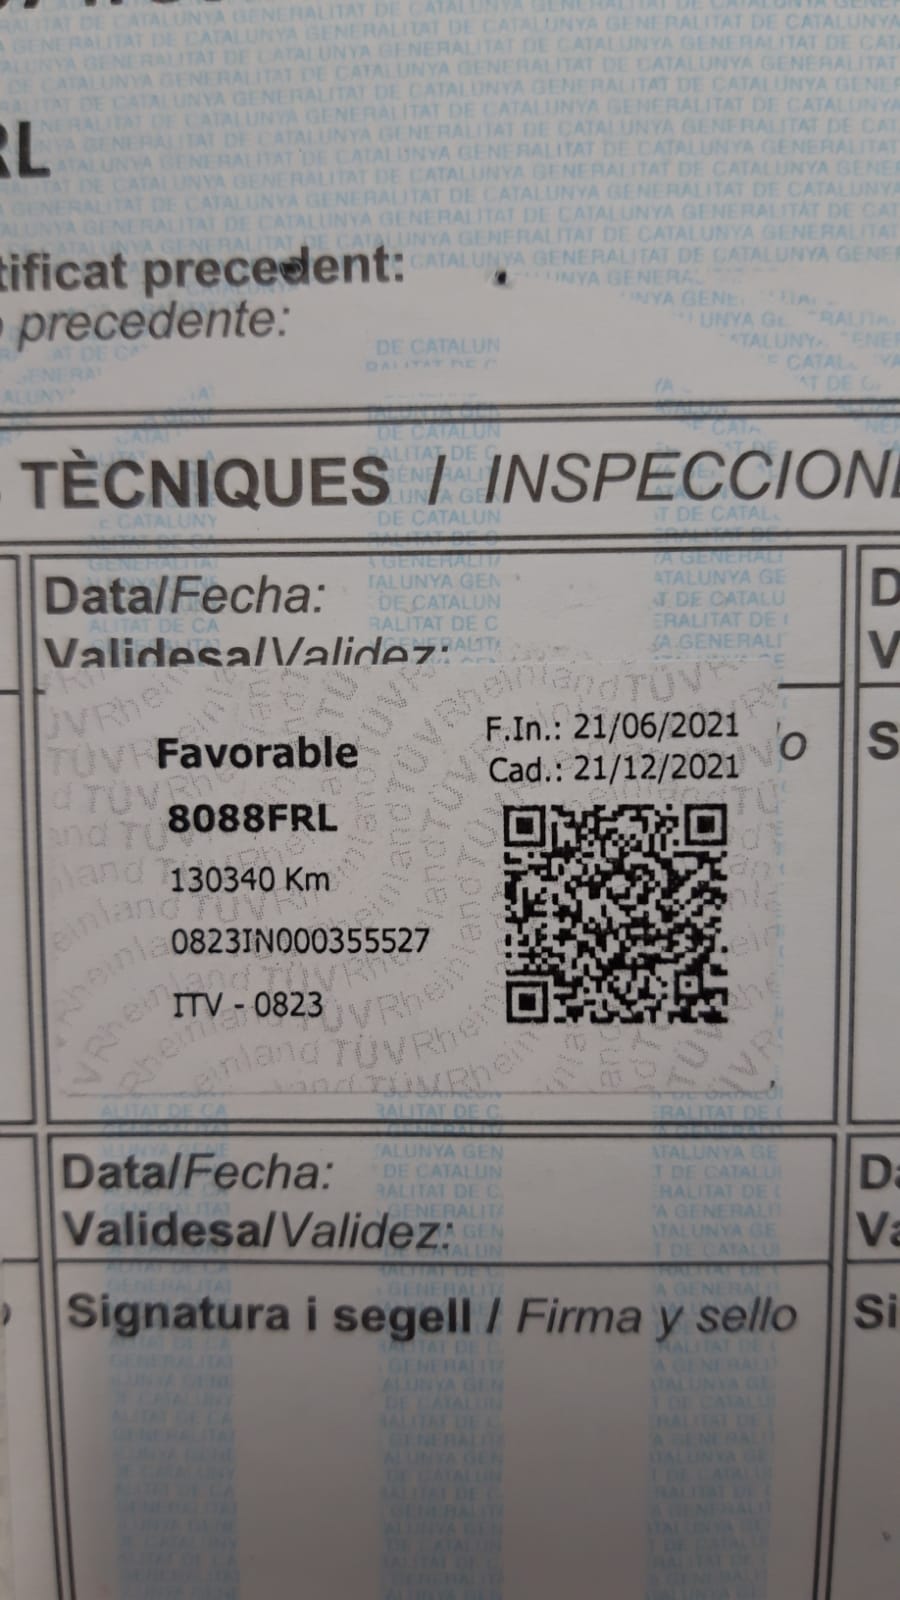 RL
tificat precedent:
precedente:
TÈCNIQUES / INSPECCION
Data/Fecha:
Validesa/Validez:
Favorable
F.In.: 21/06/2021
Cad.: 21/12/2021
8088FRL
130340 Km
0823IN000355527
ITV - 0823
Data/Fecha:
Validesa/Validez:
Signatura i segell / Firma y sello